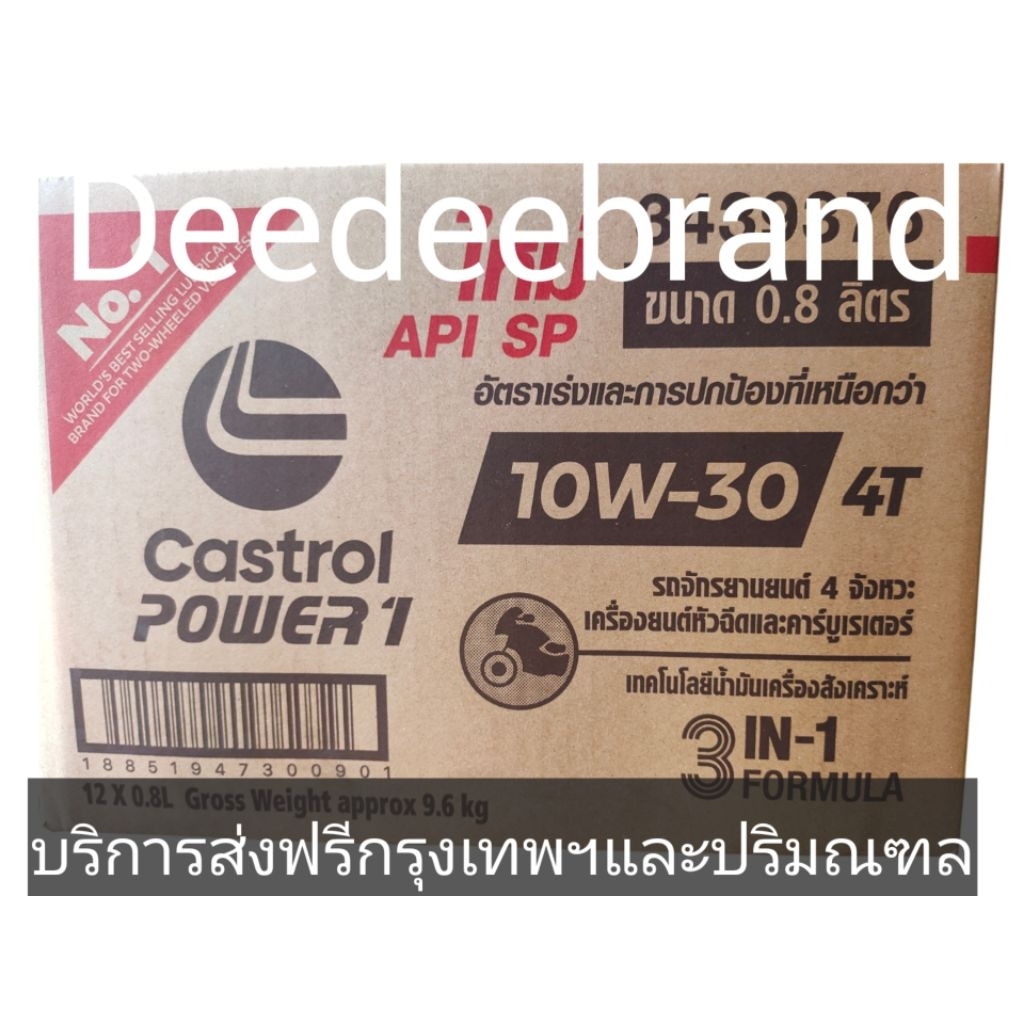 Deedeebrand
No. 1
WORLD'S BEST SELLING LUBRICANT
BRAND FOR TWO-WHEELED VEHICLES
ใหม่
API SP
3439376
ขนาด 0.8 ลิตร
อัตราเร่งและการปกป้องที่เหนือกว่า
10W-30 4T
Castrol
POWER1
รถจักรยานยนต์ 4 จังหวะ
เครื่องยนต์หัวฉีดและคาร์บูเรเตอร์
เทคโนโลยีน้ำมันเครื่องสังเคราะห์
3 IN-1
FORMULA
18851947300901
12 X 0.8L Gross Weight approx 9.6 kg
บริการส่งฟรีกรุงเทพฯและปริมณฑล